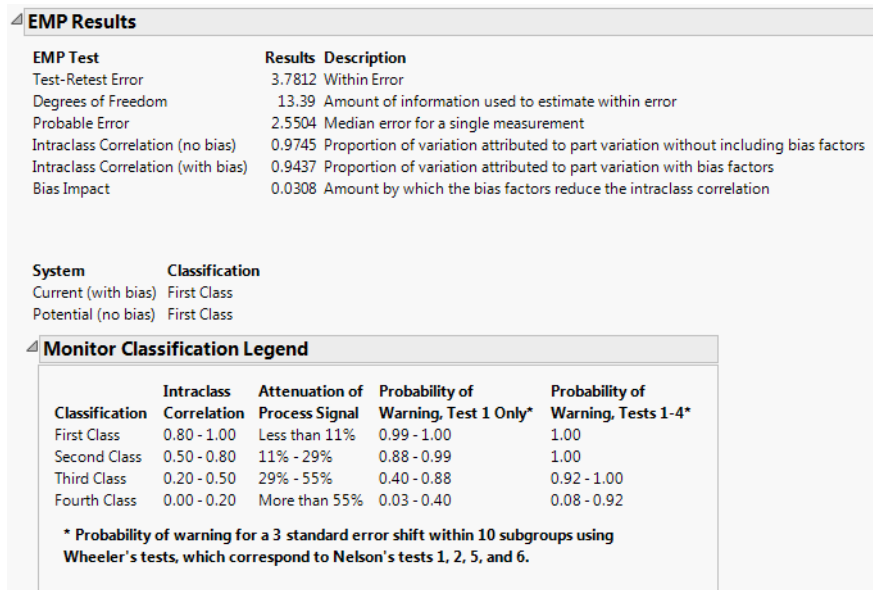 EMP Results
EMP Test Results Description
Test-Retest Error 3.7812 Within Error
Degrees of Freedom 13.39 Amount of information used to estimate within error
Probable Error 2.5504 Median error for a single measurement
Intraclass Correlation (no bias) 0.9745 Proportion of variation attributed to part variation without including bias factors
Intraclass Correlation (with bias) 0.9437 Proportion of variation attributed to part variation with bias factors
Bias Impact 0.0308 Amount by which the bias factors reduce the intraclass correlation
System Classification
Current (with bias) First Class
Potential (no bias) First Class
Monitor Classification Legend
Intraclass Attenuation of Probability of Probability of
Classification Correlation Process Signal Warning, Test 1 Only* Warning, Tests 1-4*
First Class 0.80 - 1.00 Less than 11% 0.99 - 1.00 1.00
Second Class 0.50 - 0.80 11% - 29% 0.88 - 0.99 1.00
Third Class 0.20 - 0.50 29% - 55% 0.40 - 0.88 0.92 - 1.00
Fourth Class 0.00 - 0.20 More than 55% 0.03 - 0.40 0.08 - 0.92
* Probability of warning for a 3 standard error shift within 10 subgroups using
Wheeler's tests, which correspond to Nelson's tests 1, 2, 5, and 6.